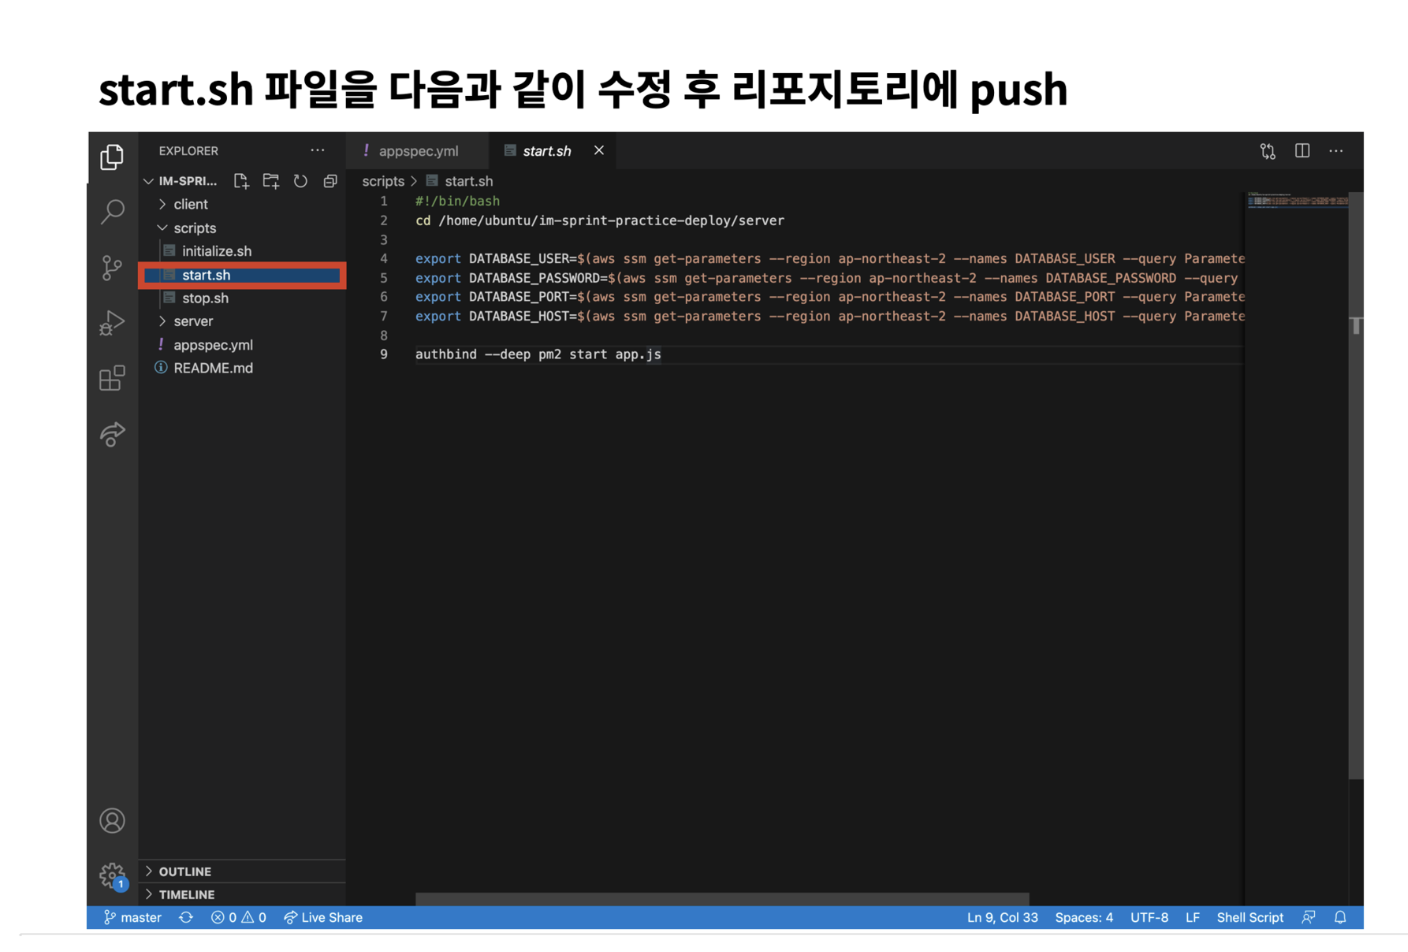 start.sh 파일을 다음과 같이 수정 후 리포지토리에 push
EXPLORER
! appspec.yml
start.sh
IM-SPRI...
scripts > start.sh
client
scripts
initialize.sh
start.sh
stop.sh
server
! appspec.yml
README.md
1 #!/bin/bash
2 cd /home/ubuntu/im-sprint-practice-deploy/server
3
4 export DATABASE_USER=$(aws ssm get-parameters --region ap-northeast-2 --names DATABASE_USER --query Paramete
5 export DATABASE_PASSWORD=$(aws ssm get-parameters --region ap-northeast-2 --names DATABASE_PASSWORD --query
6 export DATABASE_PORT=$(aws ssm get-parameters --region ap-northeast-2 --names DATABASE_PORT --query Paramete
7 export DATABASE_HOST=$(aws ssm get-parameters --region ap-northeast-2 --names DATABASE_HOST --query Paramete
8
9 authbind --deep pm2 start app.js
1
OUTLINE
TIMELINE
master 0 0 Live Share Ln 9, Col 33 Spaces: 4 UTF-8 LF Shell Script